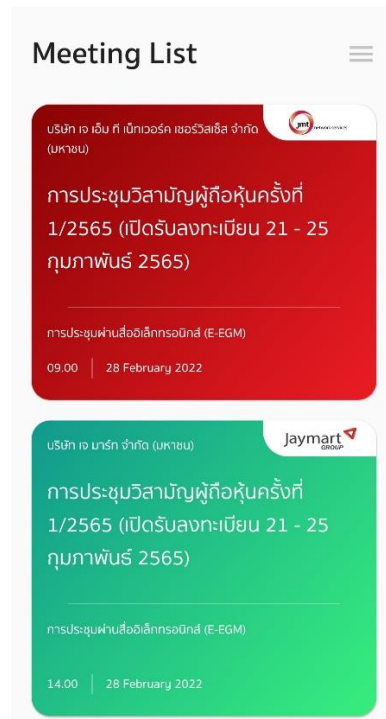 Meeting List
บริษัท เจ เอ็ม ที เน็ทเวอร์ค เซอร์วิสเซ็ส จำกัด
(มหาชน)
jmt
network services
การประชุมวิสามัญผู้ถือหุ้นครั้งที่
1/2565 (เปิดรับลงทะเบียน 21 - 25
กุมภาพันธ์ 2565)
การประชุมผ่านสื่ออิเล็กทรอนิกส์ (E-EGM)
09.00 28 February 2022
บริษัท เจ มาร์ท จำกัด (มหาชน)
Jaymart
GROUP
การประชุมวิสามัญผู้ถือหุ้นครั้งที่
1/2565 (เปิดรับลงทะเบียน 21 - 25
กุมภาพันธ์ 2565)
การประชุมผ่านสื่ออิเล็กทรอนิกส์ (E-EGM)
14.00 28 February 2022